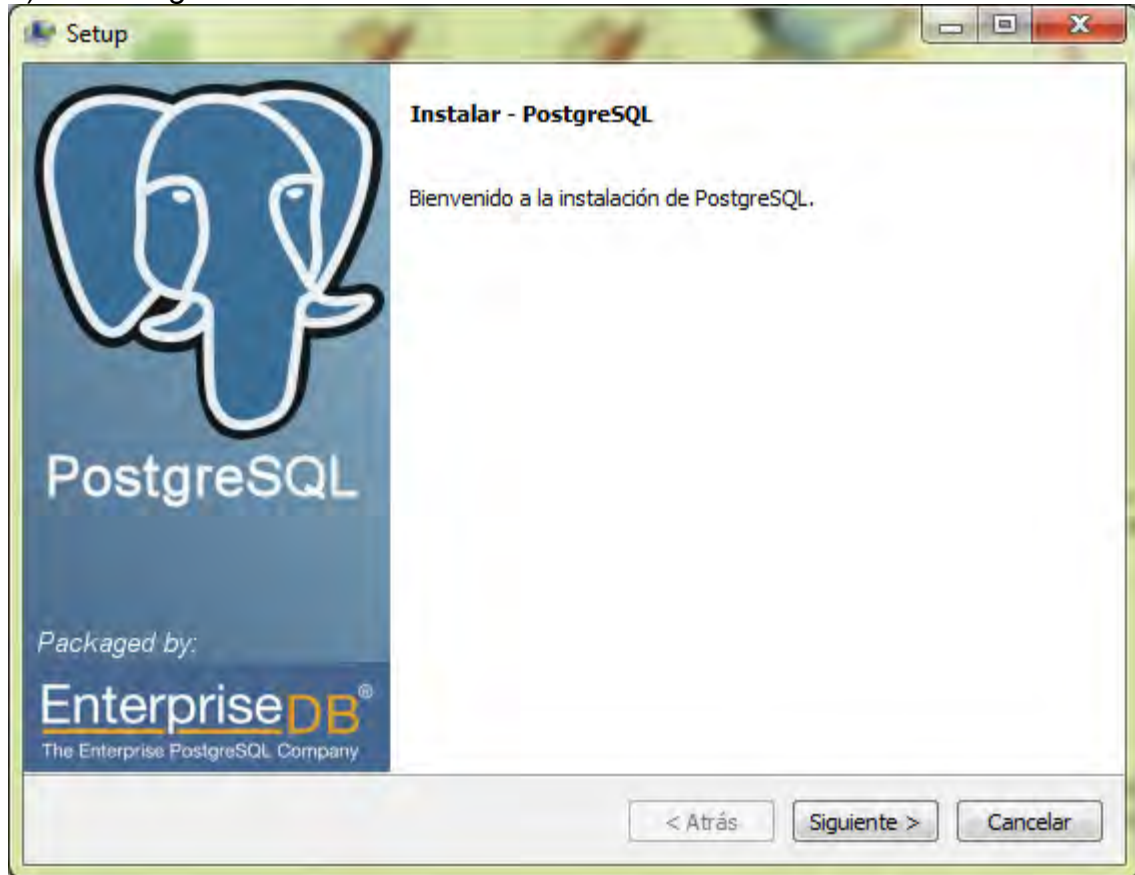 Setup
Instalar - PostgreSQL
Bienvenido a la instalación de PostgreSQL.
PostgreSQL
Packaged by:
EnterpriseDB®
The Enterprise PostgreSQL Company
< Atrás
Siguiente >
Cancelar